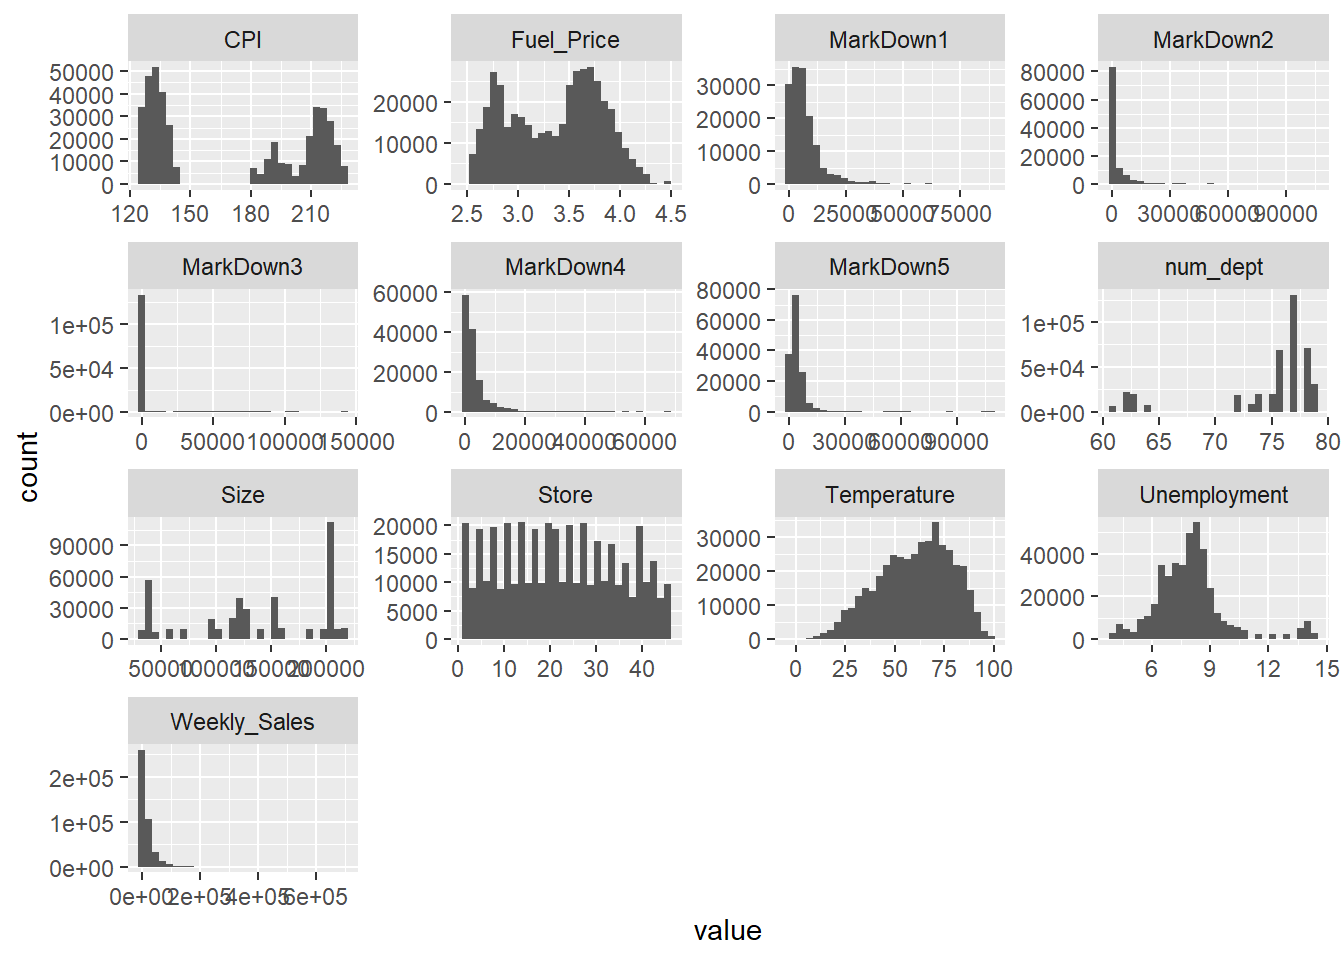 CPI Fuel_Price MarkDown1 MarkDown2
50000
40000
30000
20000
10000
0
120 150 180 210
20000
10000
0
2.5 3.0 3.5 4.0 4.5
30000
20000
10000
0
0 25000 50000 75000
80000
60000
40000
20000
0
0 30000 60000 90000
MarkDown3 MarkDown4 MarkDown5 num_dept
1e+05
5e+04
0e+00
0 50000 100000 150000
60000
40000
20000
0
0 20000 40000 60000
80000
60000
40000
20000
0
0 30000 60000 90000
1e+05
5e+04
0e+00
60 65 70 75 80
count
Size Store Temperature Unemployment
90000
60000
30000
0
50000 100000 150000 200000
20000
15000
10000
5000
0
0 10 20 30 40
30000
20000
10000
0
0 25 50 75 100
40000
20000
0
6 9 12 15
Weekly_Sales
2e+05
1e+05
0e+00
0e+00 2e+05 4e+05 6e+05
value